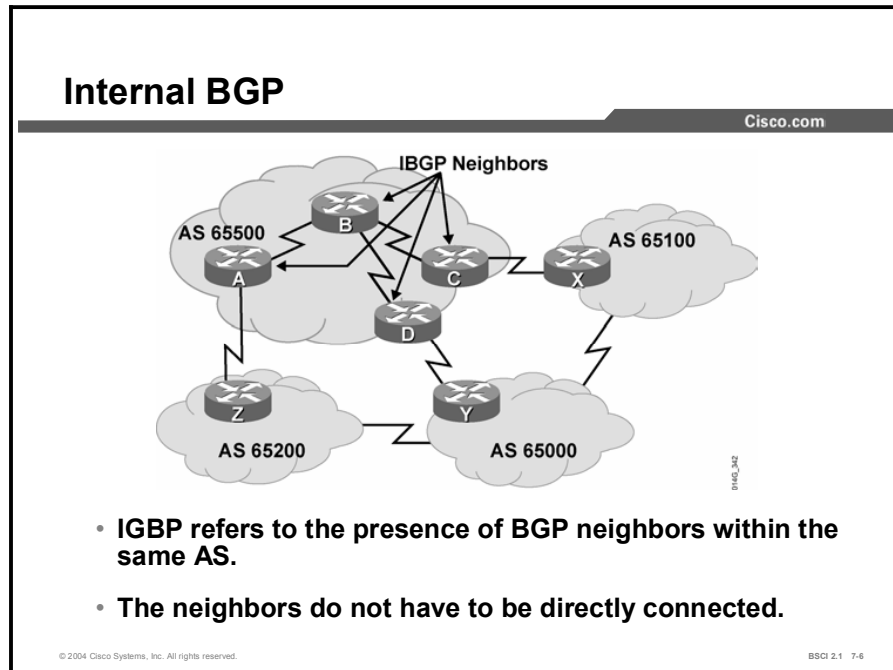 Internal BGP
Cisco.com
IBGP Neighbors
B
AS 65500
AS 65100
A
C
X
D
Z
Y
AS 65200
AS 65000
014G_342
• IGBP refers to the presence of BGP neighbors within the
same AS.
• The neighbors do not have to be directly connected.
© 2004 Cisco Systems, Inc. All rights reserved.
BSCI 2.1 7-6